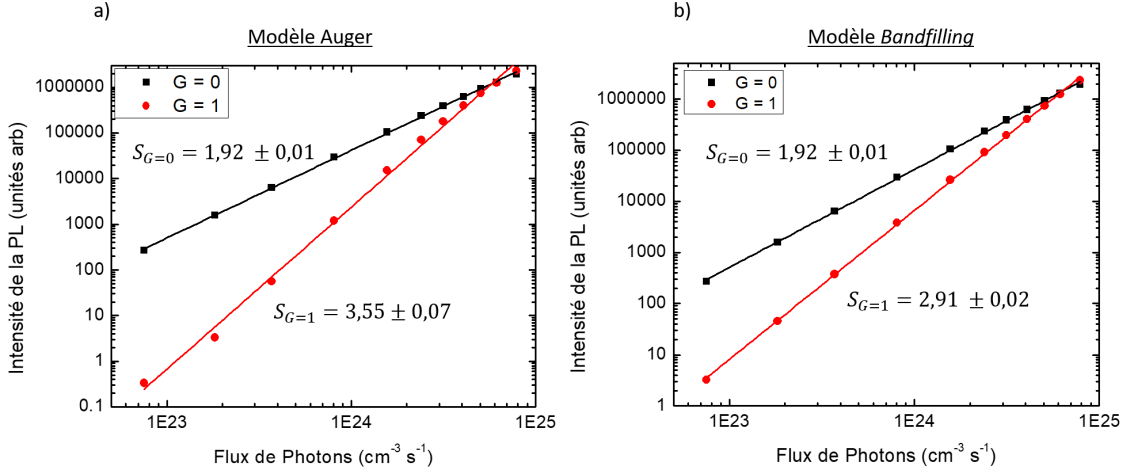 a)
Modèle Auger
G = 0
G = 1
1000000
100000
10000
1000
100
10
1
0.1
S_{G=0} = 1,92 ± 0,01
S_{G=1} = 3,55 ± 0,07
1E23
1E24
1E25
Intensité de la PL (unités arb)
Flux de Photons (cm⁻³ s⁻¹)
b)
Modèle Bandfilling
G = 0
G = 1
1000000
100000
10000
1000
100
10
1
S_{G=0} = 1,92 ± 0,01
S_{G=1} = 2,91 ± 0,02
1E23
1E24
1E25
Intensité de la PL (unités arb)
Flux de Photons (cm⁻³ s⁻¹)